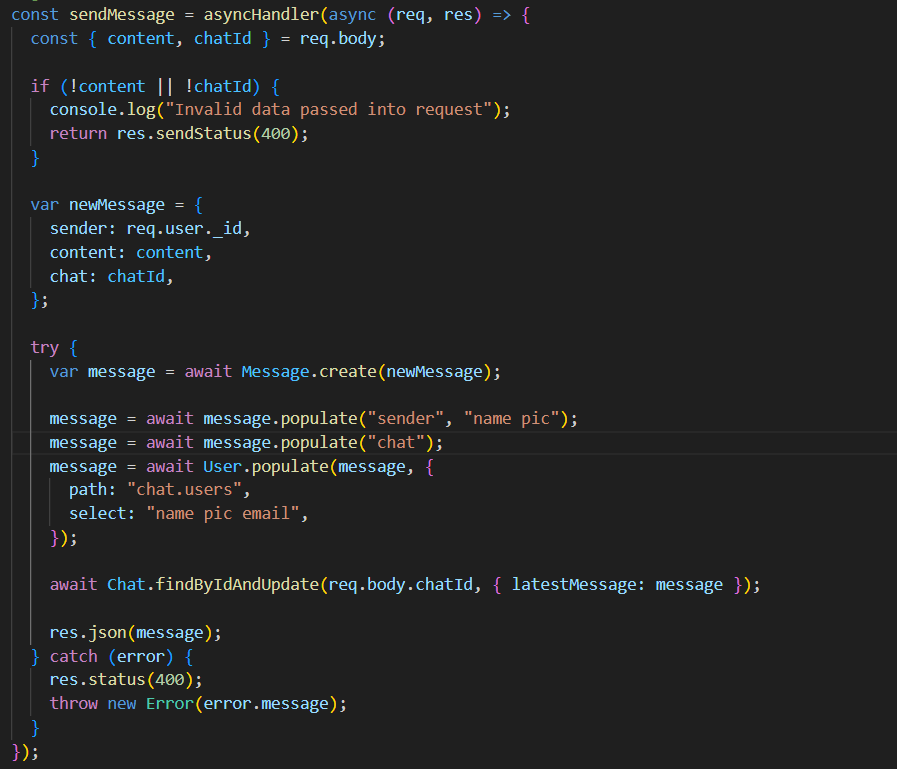 const sendMessage = asyncHandler(async (req, res) => {
  const { content, chatId } = req.body;

  if (!content || !chatId) {
    console.log("Invalid data passed into request");
    return res.sendStatus(400);
  }

  var newMessage = {
    sender: req.user._id,
    content: content,
    chat: chatId,
  };

  try {
    var message = await Message.create(newMessage);

    message = await message.populate("sender", "name pic");
    message = await message.populate("chat");
    message = await User.populate(message, {
      path: "chat.users",
      select: "name pic email",
    });

    await Chat.findByIdAndUpdate(req.body.chatId, { latestMessage: message });

    res.json(message);
  } catch (error) {
    res.status(400);
    throw new Error(error.message);
  }
});